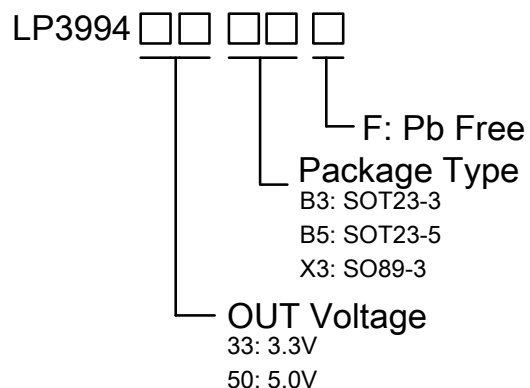 LP3994 □□ □□ □
F: Pb Free
Package Type
B3: SOT23-3
B5: SOT23-5
X3: SO89-3
OUT Voltage
33: 3.3V
50: 5.0V